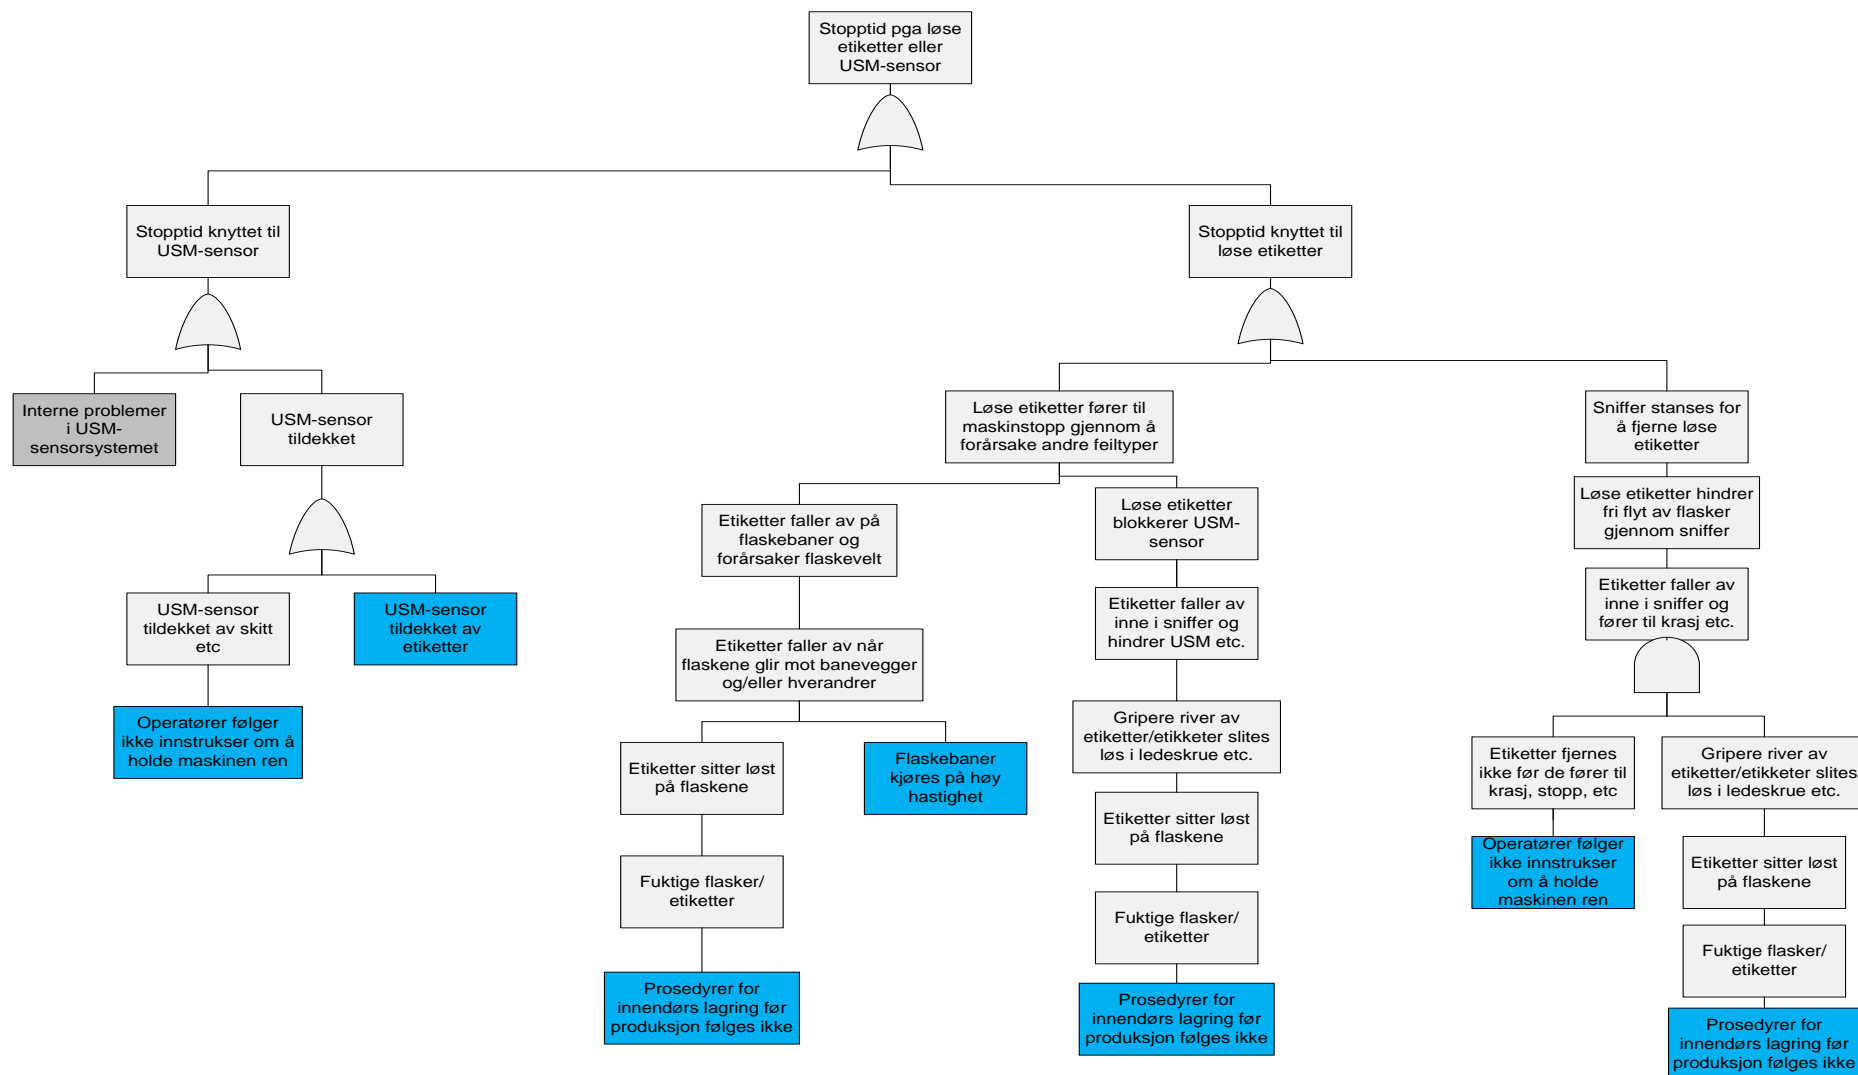 Stopptid pga løse
etiketter eller
USM-sensor
Stopptid knyttet til
USM-sensor
Stopptid knyttet til
løse etiketter
Interne problemer
i USM-
sensorsystemet
USM-sensor
tildekket
Løse etiketter fører til
maskinstopp gjennom å
forårsake andre feiltyper
Sniffer stanses for
å fjerne løse
etiketter
Etiketter faller av på
flaskebaner og
forårsaker flaskevelt
Løse etiketter
blokkerer USM-
sensor
Løse etiketter hindrer
fri flyt av flasker
gjennom sniffer
USM-sensor
tildekket av skitt
etc
USM-sensor
tildekket av
etiketter
Etiketter faller av når
flaskene glir mot banevegger
og/eller hverandrer
Etiketter faller av
inne i sniffer og
hindrer USM etc.
Etiketter faller av
inne i sniffer og
fører til krasj etc.
Operatører følger
ikke innstrukser om å
holde maskinen ren
Etiketter sitter løst
på flaskene
Flaskebaner
kjøres på høy
hastighet
Gripere river av
etiketter/etikketer slites
løs i ledeskrue etc.
Etiketter fjernes
ikke før de fører til
krasj, stopp, etc
Gripere river av
etiketter/etikketer slites
løs i ledeskrue etc.
Fuktige flasker/
etiketter
Etiketter sitter løst
på flaskene
Operatører følger
ikke innstrukser
om å holde
maskinen ren
Etiketter sitter løst
på flaskene
Prosedyrer for
innendørs lagring før
produksjon følges ikke
Fuktige flasker/
etiketter
Fuktige flasker/
etiketter
Prosedyrer for
innendørs lagring før
produksjon følges ikke
Prosedyrer for
innendørs lagring før
produksjon følges ikke